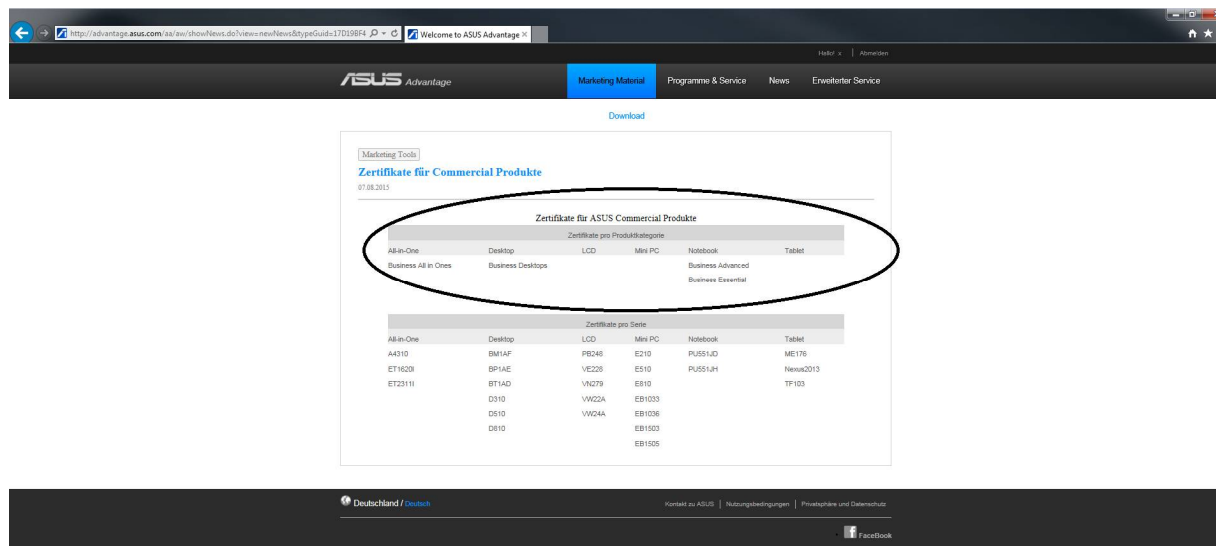 http://advantage.asus.com/aa/aw/showNews.do?view=newNews&typeGuid=17D198F4
Welcome to ASUS Advantage
Hallo! x | Abmelden
ASUS Advantage
Marketing Material Programme & Service News Erweiterter Service
Download
Marketing Tools
Zertifikate für Commercial Produkte
07.08.2015
Zertifikate für ASUS Commercial Produkte
Zertifikate pro Produktkategorie
All-in-One Desktop LCD Mini PC Notebook Tablet
Business All in Ones Business Desktops Business Advanced
Business Essential
Zertifikate pro Serie
All-in-One Desktop LCD Mini PC Notebook Tablet
A4310 BM1AF PB248 E210 PU551JD ME176
ET1620I BP1AE VE228 E510 PU551JH Nexus2013
ET2311I BT1AD VN279 E810 TF103
D310 VW22A EB1033
D510 VW24A EB1036
D810 EB1503
EB1505
Deutschland / Deutsch
Kontakt zu ASUS | Nutzungsbedingungen | Privatsphäre und Datenschutz
FaceBook